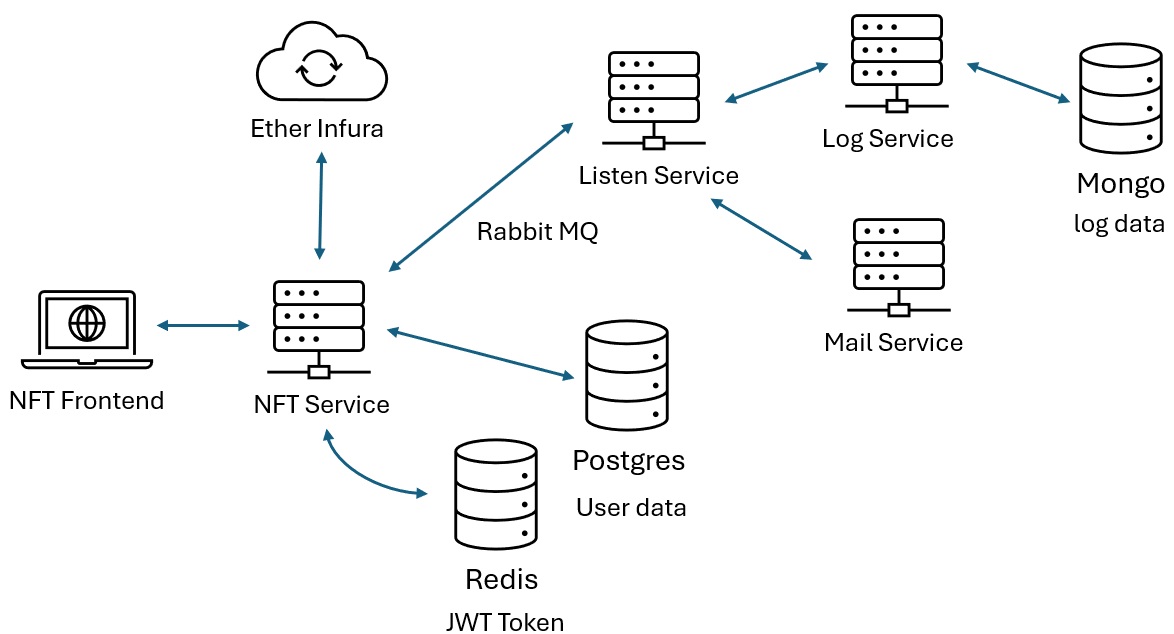 Ether Infura
Listen Service
Log Service
Mongo
log data
Rabbit MQ
Mail Service
NFT Frontend
NFT Service
Postgres
User data
Redis
JWT Token